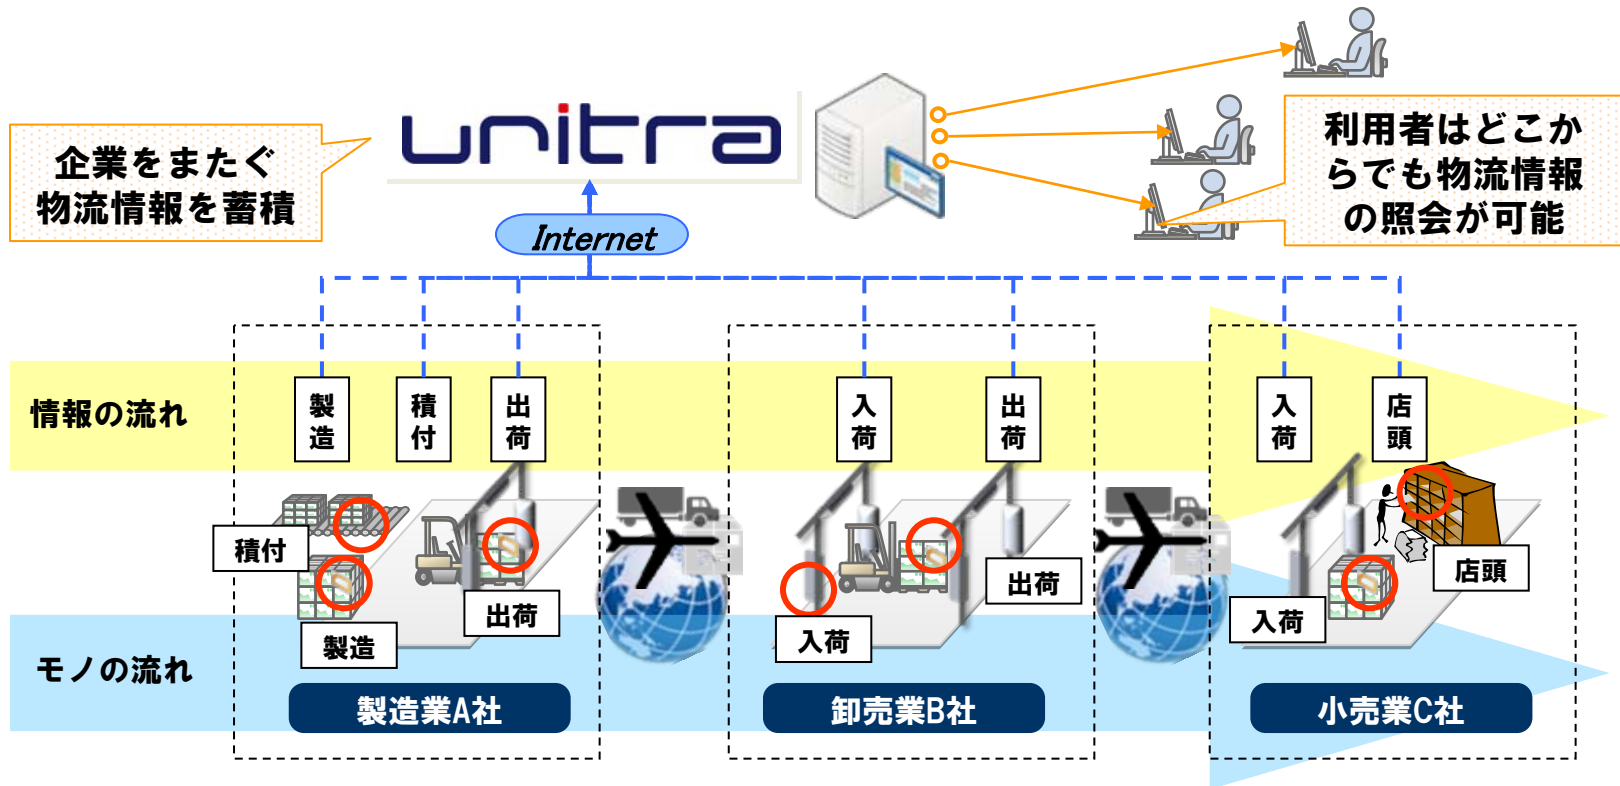 unitra
企業をまたぐ
物流情報を蓄積
利用者はどこか
らでも物流情報
の照会が可能
Internet
情報の流れ
製造
積付
出荷
入荷
出荷
入荷
店頭
積付
製造
出荷
入荷
出荷
入荷
店頭
モノの流れ
製造業A社
卸売業B社
小売業C社